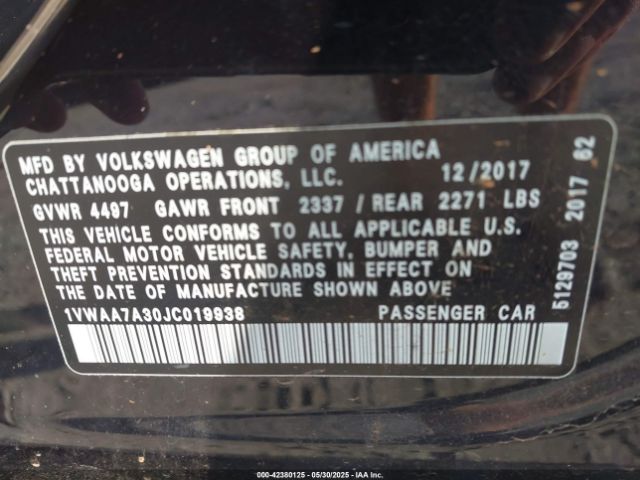 MFD BY VOLKSWAGEN GROUP OF AMERICA
CHATTANOOGA OPERATIONS, LLC. 12/2017
GVWR 4497 GAWR FRONT 2337 / REAR 2271 LBS
THIS VEHICLE CONFORMS TO ALL APPLICABLE U.S.
FEDERAL MOTOR VEHICLE SAFETY, BUMPER AND
THEFT PREVENTION STANDARDS IN EFFECT ON
THE DATE OF MANUFACTURE SHOWN ABOVE
1VWAA7A30JC019938 PASSENGER CAR
5129703 2017 62
000-42380125 - 05/30/2025 - IAA Inc.